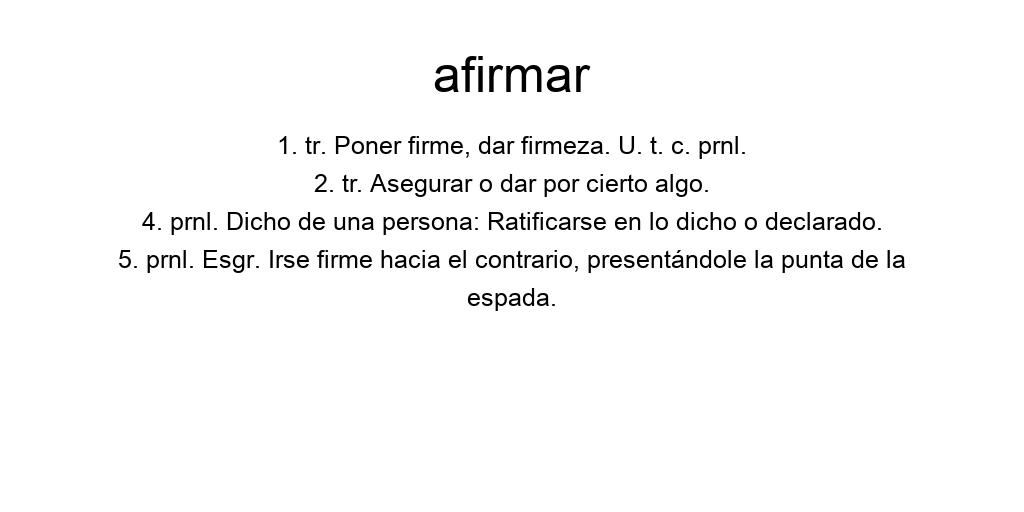 afirmar
1. tr. Poner firme, dar firmeza. U. t. c. prnl.
2. tr. Asegurar o dar por cierto algo.
4. prnl. Dicho de una persona: Ratificarse en lo dicho o declarado.
5. prnl. Esgr. Irse firme hacia el contrario, presentándole la punta de la
espada.